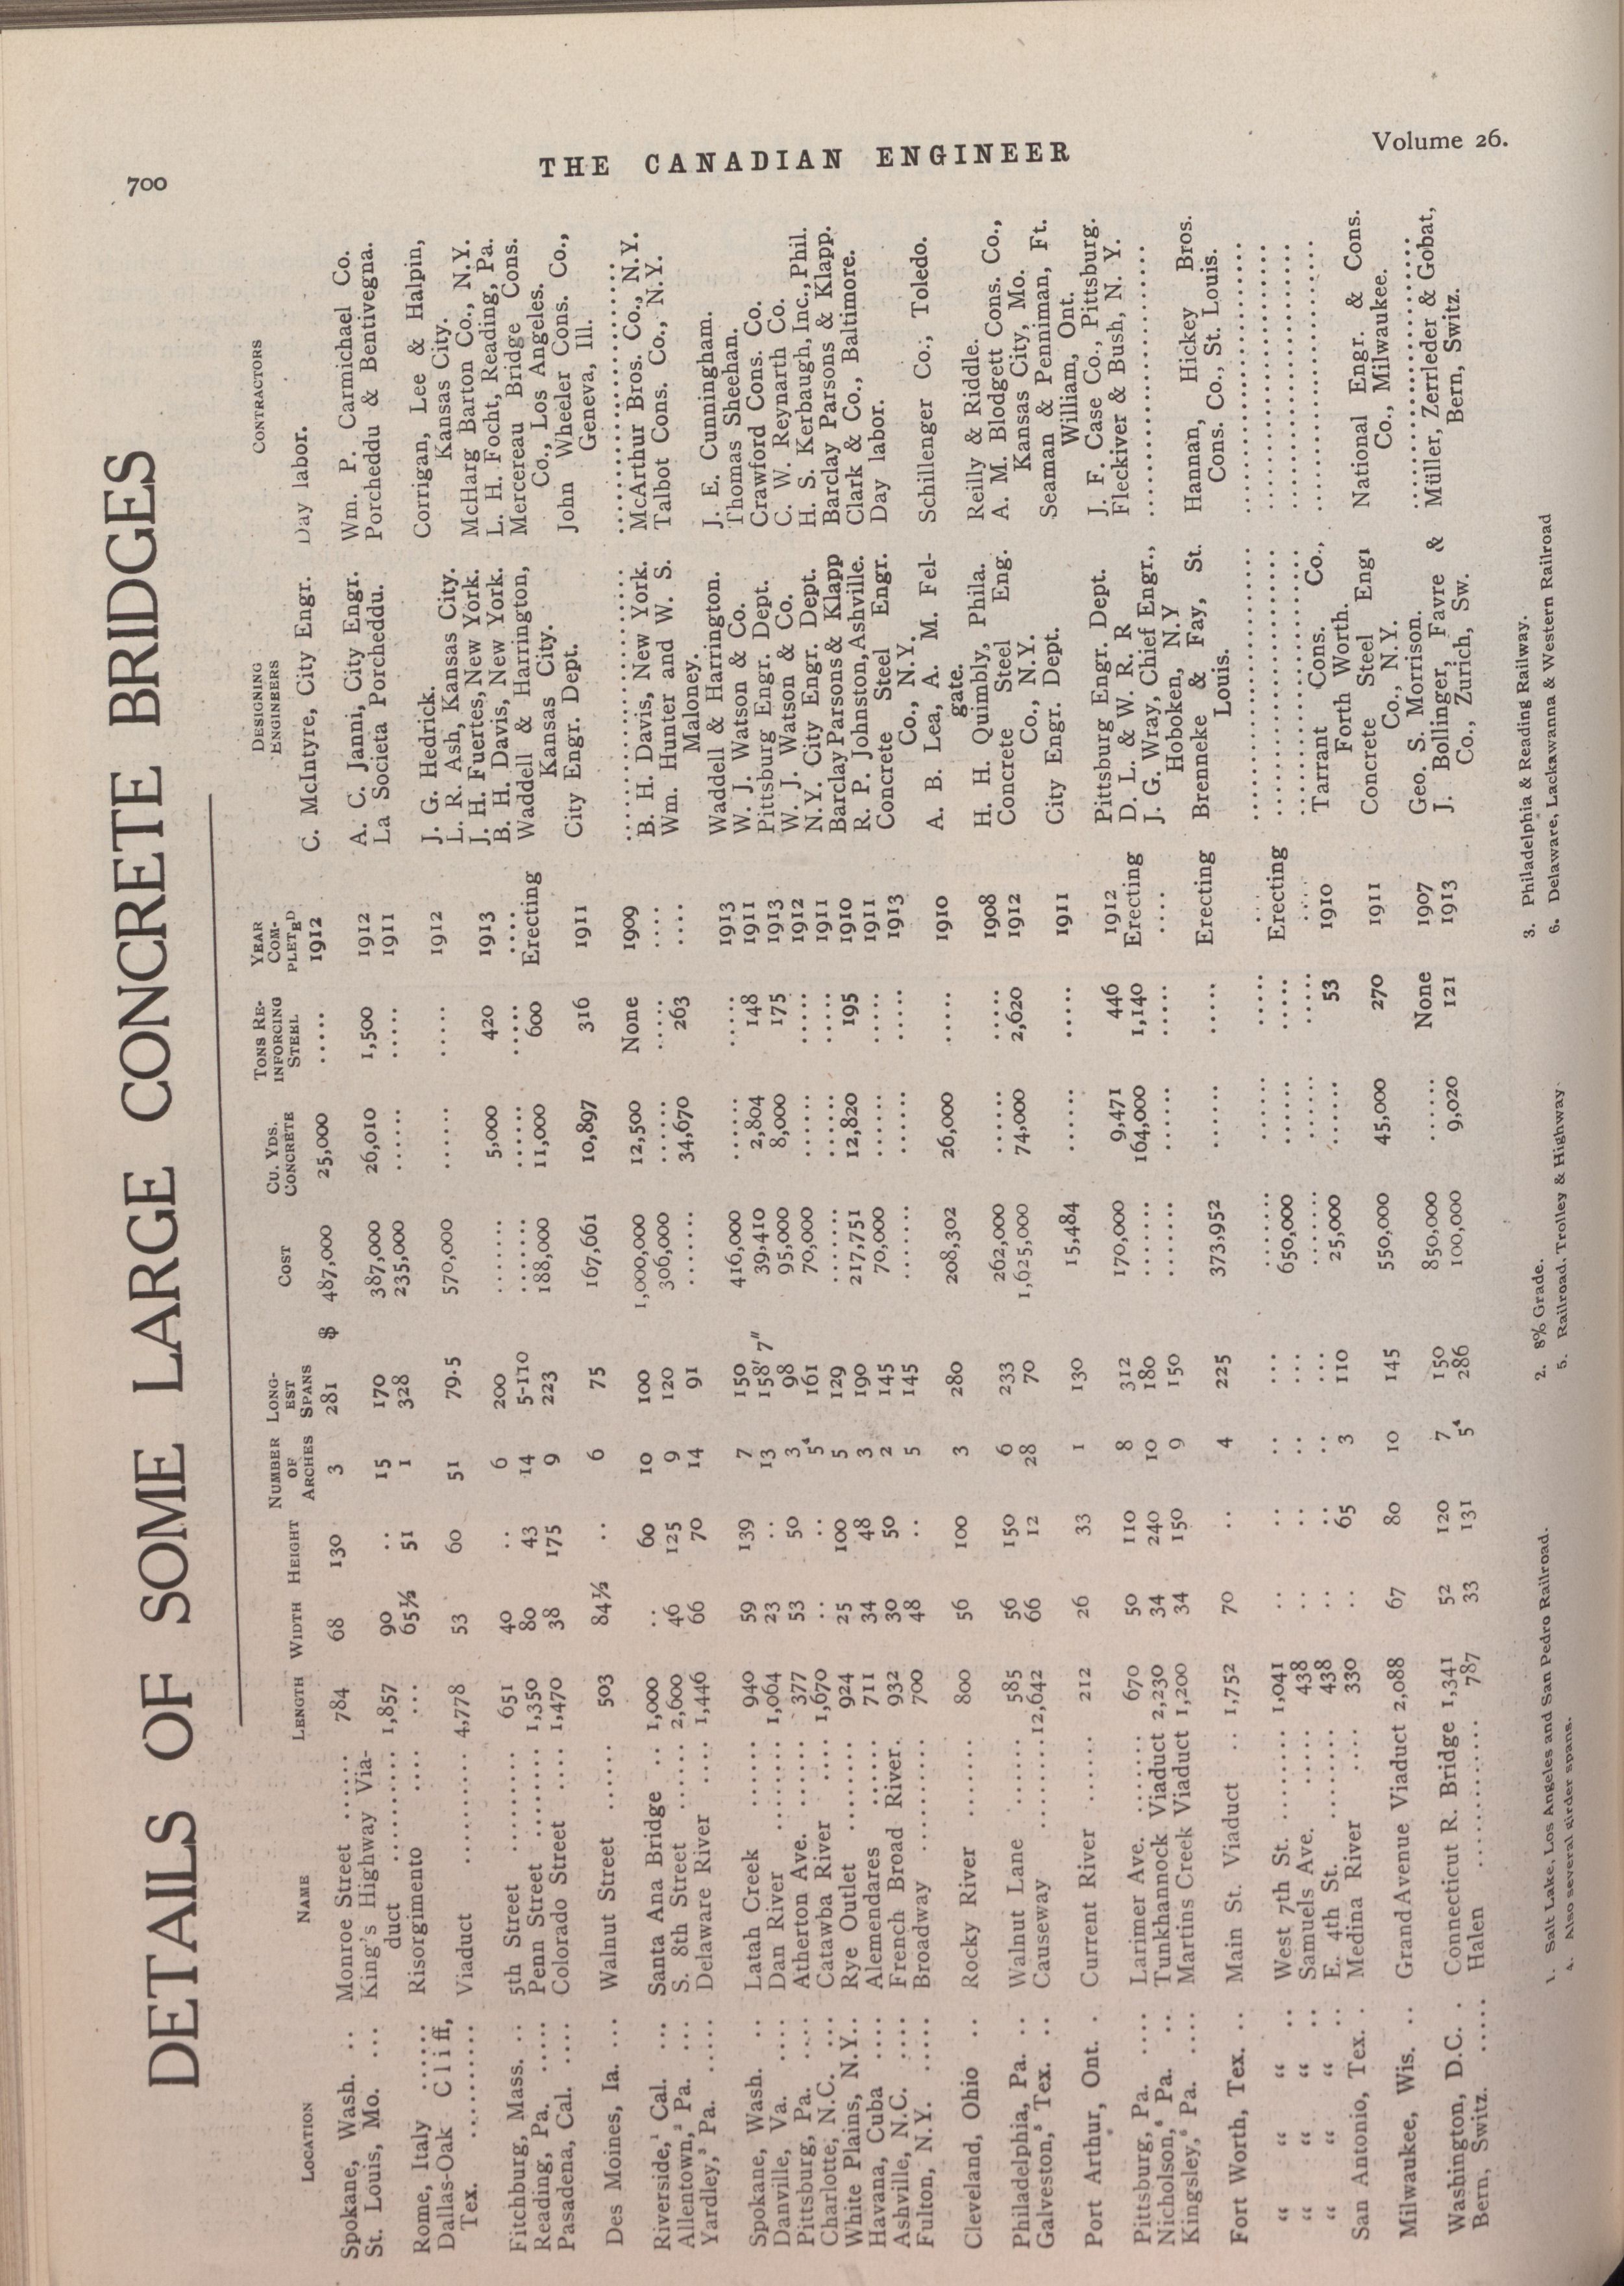 700
THE CANADIAN ENGINEER
Volume 26.
DETAILS OF SOME LARGE CONCRETE BRIDGES
LOCATION NAME LENGTH WIDTH HEIGHT NUMBER OF ARCHES LONGEST SPANS COST CU. YDS. CONCRETE TONS REINFORCING STEEL YEAR COMPLETED DESIGNING ENGINEERS CONTRACTORS
Spokane, Wash. .. Monroe Street ...... 784 68 130 3 281 $ 487,000 25,000 ..... 1912 C. McIntyre, City Engr. Day labor.
St. Louis, Mo. ... King's Highway Via-
duct .......... 1,857 90 .. 15 170 387,000 26,010 1,500 1912 A. C. Janni, City Engr. Wm. P. Carmichael Co.
Rome, Italy ...... Risorgimento .... ... 65½ 51 1 328 235,000 ..... ..... 1911 La Societa Porcheddu. Porcheddu & Bentivegna.
Dallas-Oak Cliff,
Tex. .......... Viaduct .......... 4,778 53 60 51 79.5 570,000 ..... ..... 1912 J. G. Hedrick. Corrigan, Lee & Halpin,
L. R. Ash, Kansas City. Kansas City.
Fitchburg, Mass. .. 5th Street ......... 651 40 .. 6 200 ...... 5,000 420 1913 J. H. Fuertes, New York. McHarg Barton Co., N.Y.
Reading, Pa. ..... Penn Street ....... 1,350 80 43 14 5-110 ...... ..... ..... .... B. H. Davis, New York. L. H. Focht, Reading, Pa.
Pasadena, Cal. .... Colorado Street .... 1,470 38 175 9 223 188,000 11,000 600 Erecting Waddell & Harrington, Mercereau Bridge Cons.
Kansas City. Co., Los Angeles.
Des Moines, Ia. ... Walnut Street ...... 503 84½ .. 6 75 167,661 10,897 316 1911 City Engr. Dept. John Wheeler Cons. Co.,
Geneva, Ill.
Riverside,¹ Cal. ... Santa Ana Bridge ... 1,000 .. 60 10 100 1,000,000 12,500 None 1909 .................... ....................
Allentown,² Pa. ... S. 8th Street ...... 2,600 46 125 9 120 306,000 ..... ..... .... B. H. Davis, New York. McArthur Bros. Co., N.Y.
Yardley,³ Pa. ..... Delaware River .... 1,446 66 70 14 91 ...... 34,670 263 .... Wm. Hunter and W. S. Talbot Cons. Co., N.Y.
Maloney.
Spokane, Wash. .. Latah Creek ...... 940 59 139 7 150 416,000 ..... ..... 1913 Waddell & Harrington. J. E. Cunningham.
Danville, Va. .... Dan River ........ 1,064 23 .. 13 158' 7" 39,410 2,804 148 1911 W. J. Watson & Co. Thomas Sheehan.
Pittsburg, Pa. .... Atherton Ave. ...... 377 53 50 3 98 95,000 8,000 175 1913 Pittsburg Engr. Dept. Crawford Cons. Co.
Charlotte, N.C. ... Catawba River .... 1,670 .. .. 5⁴ 161 70,000 ...... ..... 1912 W. J. Watson & Co. C. W. Reynarth Co.
White Plains, N.Y.. Rye Outlet ....... 924 25 100 5 129 ...... ...... ..... 1911 N.Y. City Engr. Dept. H. S. Kerbaugh, Inc., Phil.
Havana, Cuba .... Alemendares ...... 711 34 48 3 190 217,751 12,820 195 1910 Barclay Parsons & Klapp Barclay Parsons & Klapp.
Ashville, N.C. .... French Broad River. 932 30 50 2 145 70,000 ...... ..... 1911 R. P. Johnston, Ashville. Clark & Co., Baltimore.
Fulton, N.Y. ..... Broadway .......... 700 48 .. 5 145 ...... ...... ..... 1913 Concrete Steel Engr. Day labor.
Co., N.Y.
Cleveland, Ohio .. Rocky River ...... 800 56 100 3 280 208,302 26,000 ..... 1910 A. B. Lea, A. M. Fel- Schillenger Co., Toledo.
gate.
Philadelphia, Pa. .. Walnut Lane ...... 585 56 150 6 233 262,000 ...... ..... 1908 H. H. Quimbly, Phila. Reilly & Riddle.
Galveston,⁵ Tex. .. Causeway ........ 12,642 66 12 28 70 1,625,000 74,000 2,620 1912 Concrete Steel Eng. A. M. Blodgett Cons. Co.,
Co., N.Y. Kansas City, Mo.
Port Arthur, Ont. . Current River ...... 212 26 33 1 130 15,484 ...... ..... 1911 City Engr. Dept. Seaman & Penniman, Ft.
William, Ont.
Pittsburg, Pa. .... Larimer Ave. ...... 670 50 110 8 312 170,000 9,471 446 1912 Pittsburg Engr. Dept. J. F. Case Co., Pittsburg.
Nicholson,⁶ Pa. .. Tunkhannock Viaduct 2,230 34 240 10 180 ....... 164,000 1,140 Erecting D. L. & W. R. R Fleckiver & Bush, N. Y.
Kingsley,⁶ Pa. .... Martins Creek Viaduct 1,200 34 150 9 150 ....... ...... ..... .... J. G. Wray, Chief Engr., ....................
Hoboken, N.Y
Fort Worth, Tex. .. Main St. Viaduct .. 1,752 70 .. 4 225 373,952 ...... ..... Erecting Brenneke & Fay, St. Hannan, Hickey Bros.
Louis. Cons. Co., St. Louis.
“ “ “ .. West 7th St. ........ 1,041 .. .. .. ... ...... ...... ..... ... .................... ....................
“ “ “ .. Samuels Ave. ..... 438 .. .. .. ... 650,000 ...... ..... Erecting .................... ....................
“ “ “ .. E. 4th St. ........ 438 .. .. .. ... ...... ...... ..... ... .................... ....................
San Antonio, Tex. . Medina River .... 330 .. 65 3 110 25,000 ...... 53 1910 Tarrant Cons. Co., ....................
Forth Worth.
Milwaukee, Wis. .. Grand Avenue Viaduct 2,088 67 80 10 145 550,000 45,000 270 1911 Concrete Steel Engr National Engr. & Cons.
Co., N.Y. Co., Milwaukee.
Washington, D.C. . Connecticut R. Bridge 1,341 52 120 7 150 850,000 ..... None 1907 Geo. S. Morrison. ....................
Bern, Switz. ..... Halen .......... 787 33 131 5⁴ 286 100,000 9,020 121 1913 J. Bollinger, Favre & Müller, Zerrleder & Gobat,
Co., Zurich, Sw. Bern, Switz.
1. Salt Lake, Los Angeles and San Pedro Railroad. 2. 8% Grade. 3. Philadelphia & Reading Railway.
4. Also several girder spans. 5. Railroad. Trolley & Highway 6. Delaware, Lackawanna & Western Railroad